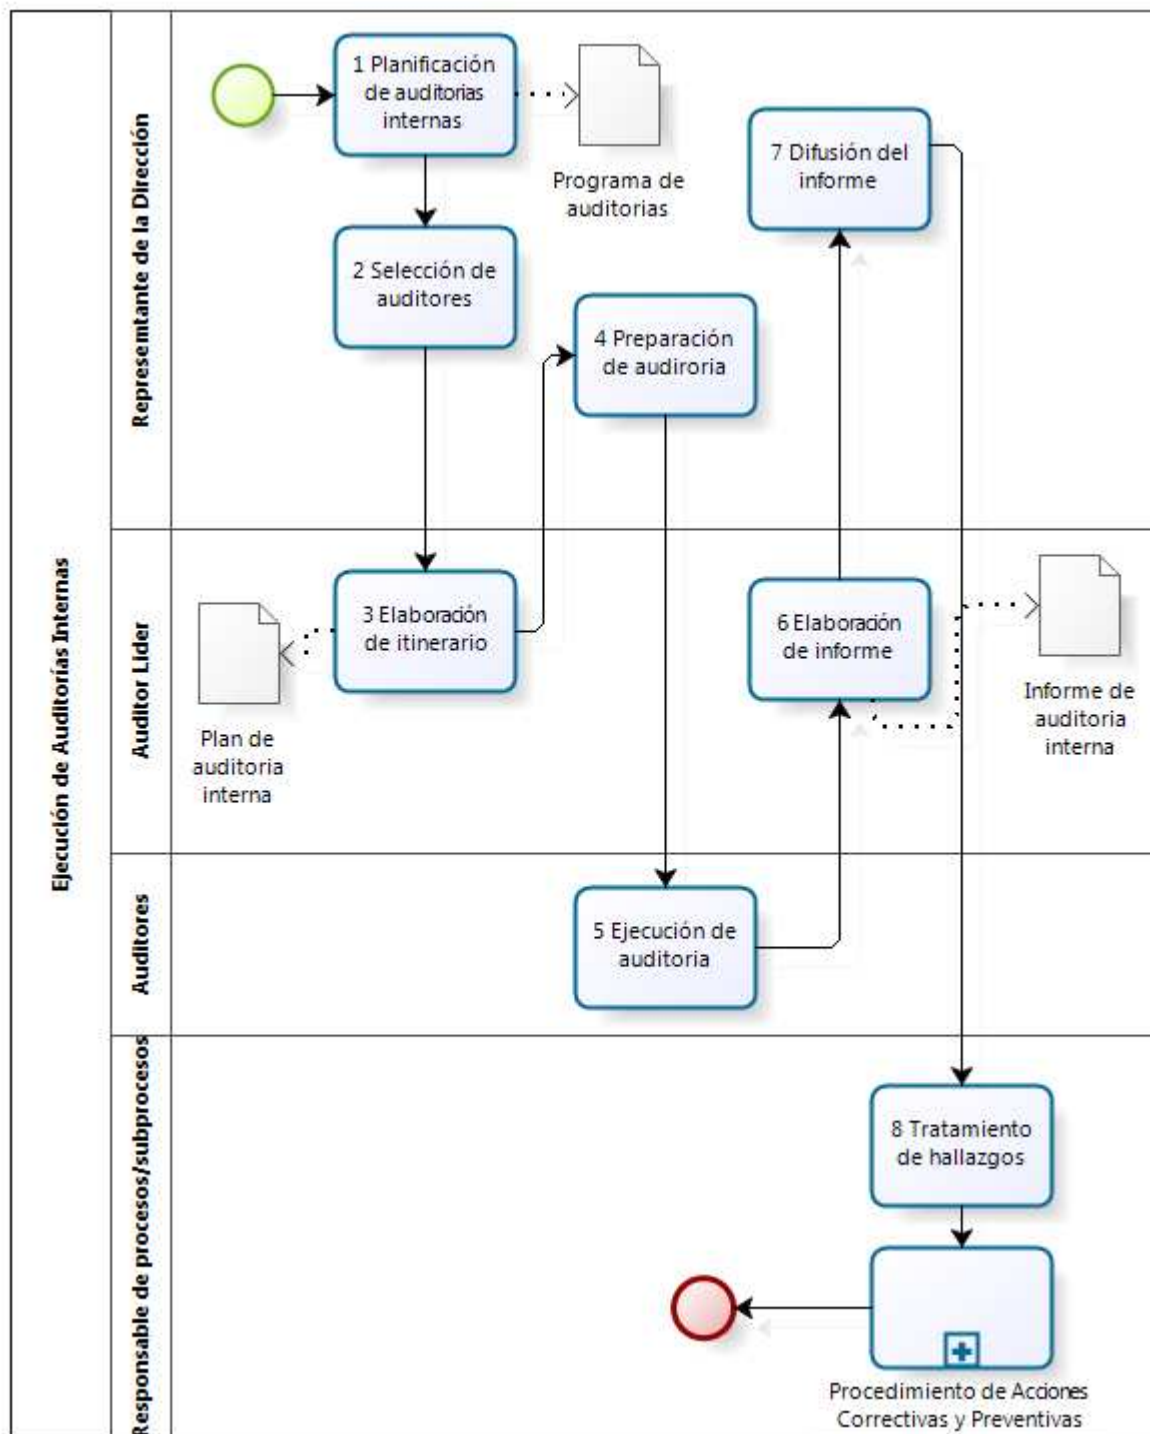 Ejecución de Auditorías Internas
Represemtante de la Dirección
1 Planificación
de auditorias
internas
Programa de
auditorias
2 Selección de
auditores
4 Preparación
de audiroria
7 Difusión del
informe
Auditor Lider
Plan de
auditoria
interna
3 Elaboración
de itinerario
6 Elaboración
de informe
Informe de
auditoria
interna
Auditores
5 Ejecución de
auditoria
Responsable de procesos/subprocesos
8 Tratamiento
de hallazgos
Procedimiento de Acciones
Correctivas y Preventivas